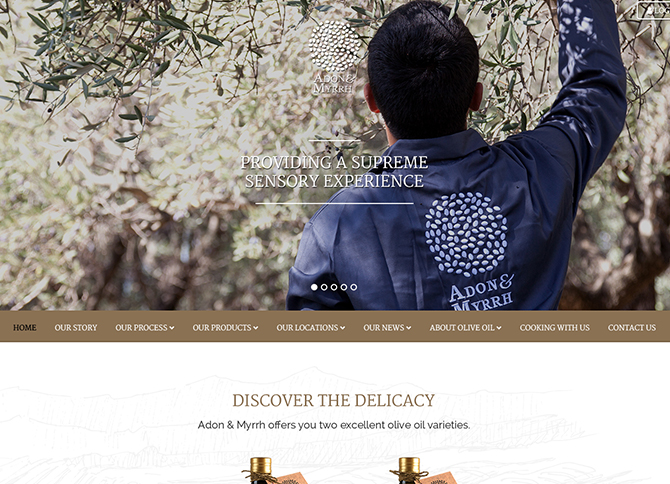 ADON&
MYRRH
PROVIDING A SUPREME
SENSORY EXPERIENCE
ADON&
MYRRH
HOME OUR STORY OUR PROCESS OUR PRODUCTS OUR LOCATIONS OUR NEWS ABOUT OLIVE OIL COOKING WITH US CONTACT US
DISCOVER THE DELICACY
Adon & Myrrh offers you two excellent olive oil varieties.